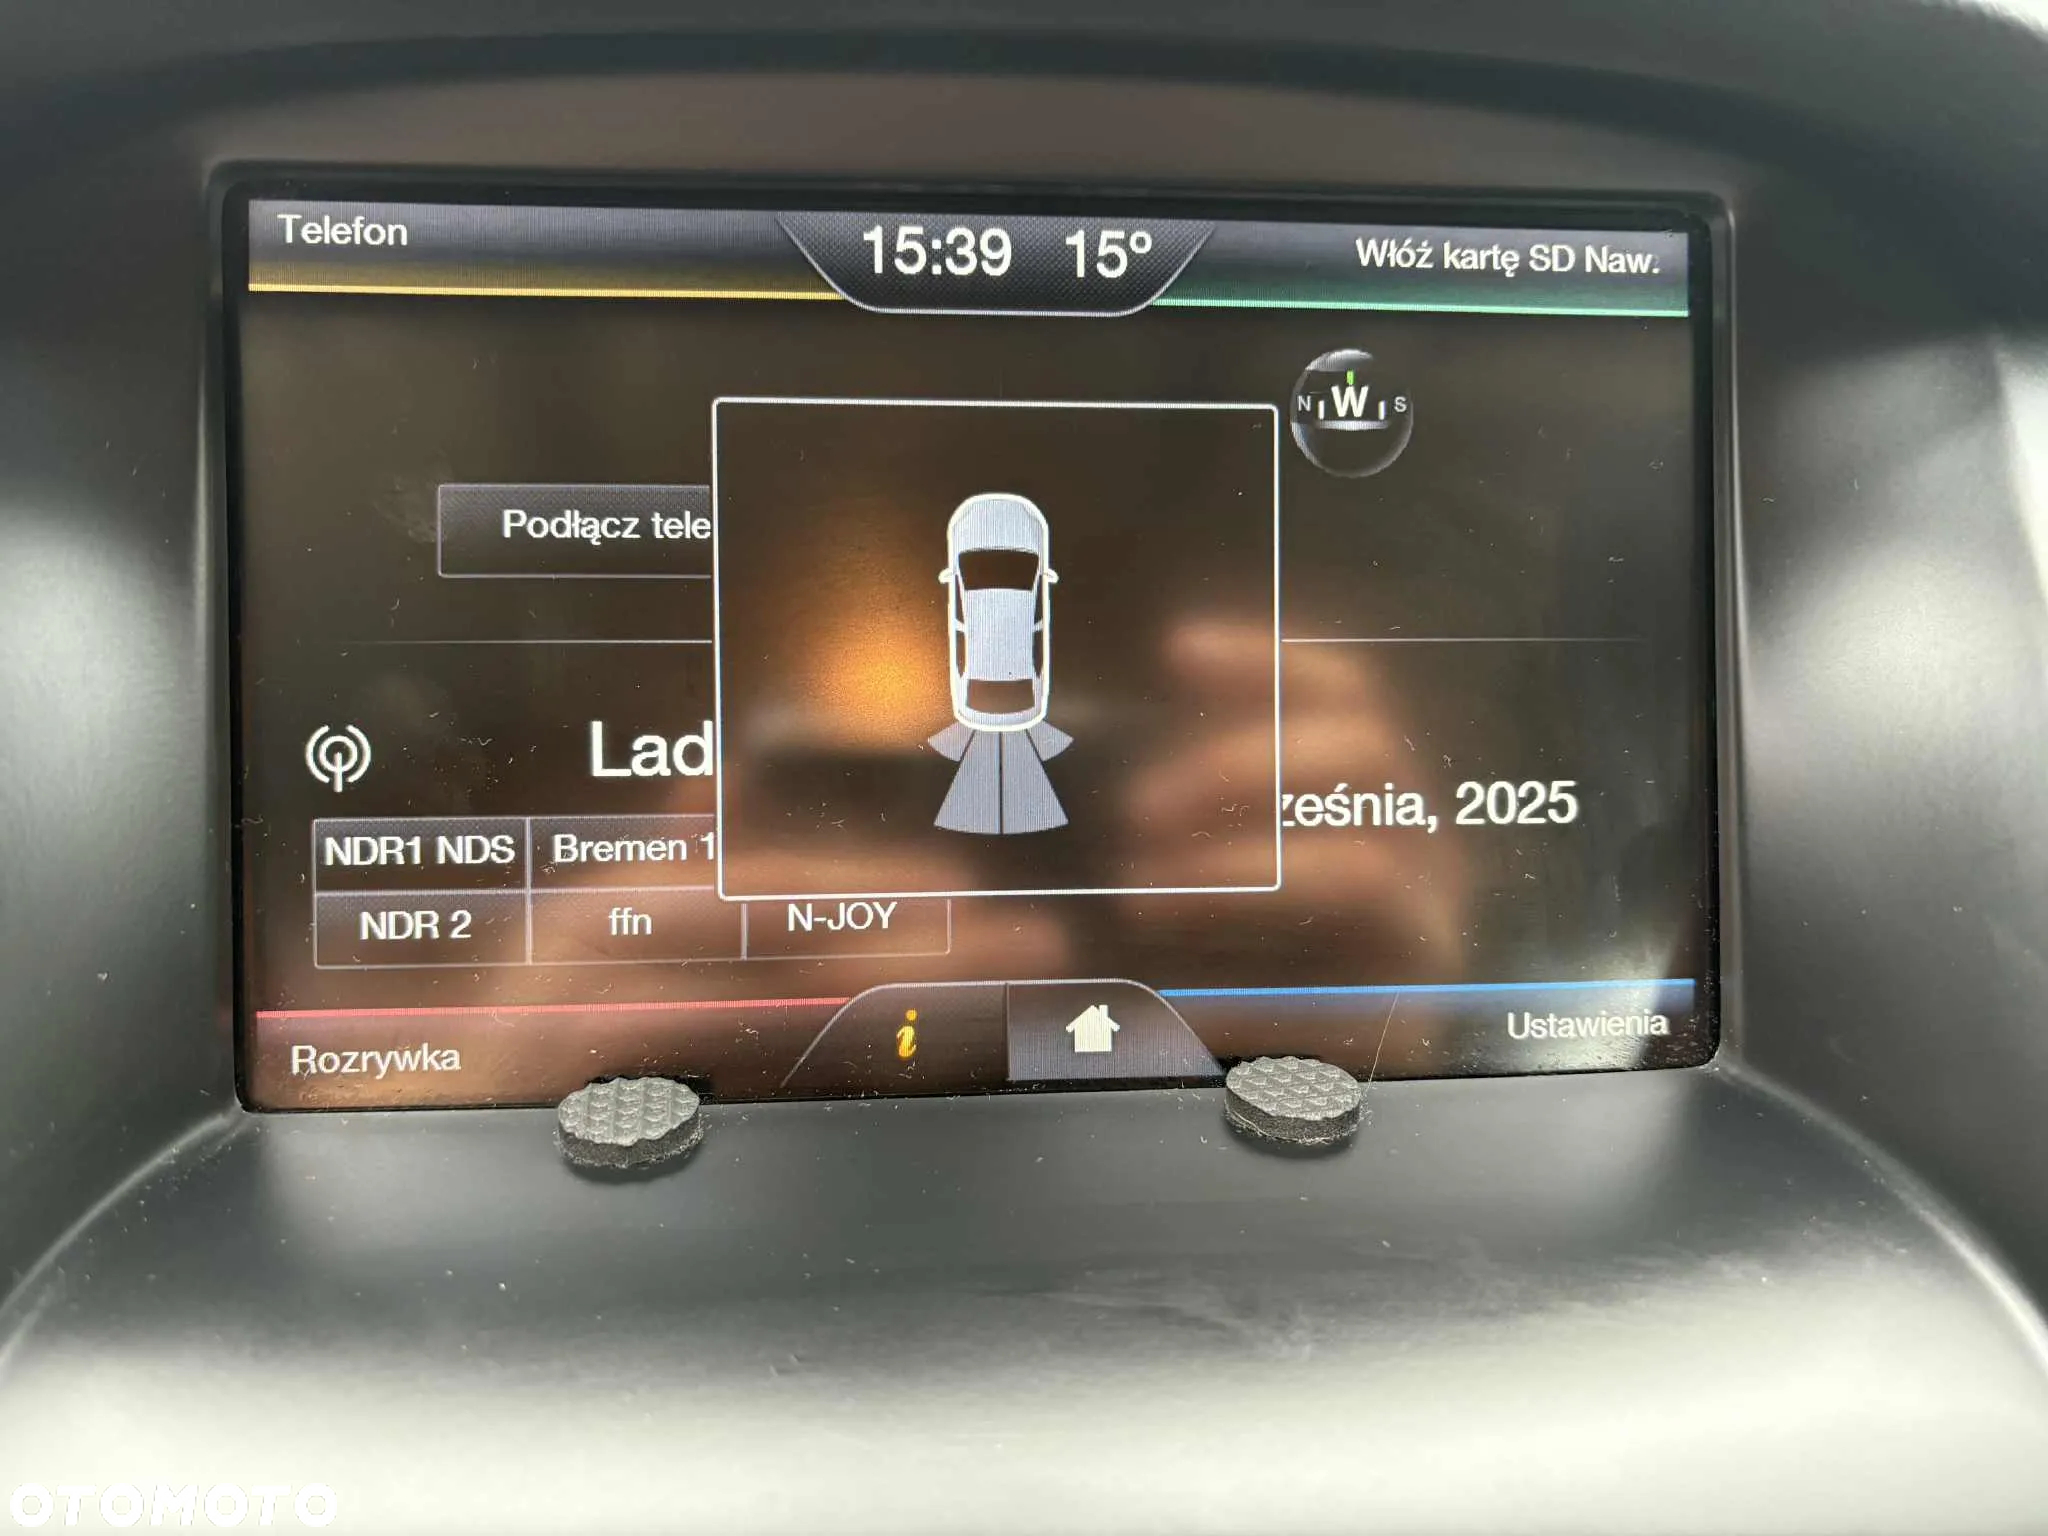 Telefon
15:39 15°
Włóż kartę SD Naw.
N W S
Podłącz tele
Lad
rześnia, 2025
NDR1 NDS
Bremen 1
NDR 2
ffn
N-JOY
Rozrywka
i
Ustawienia
OTOMOTO